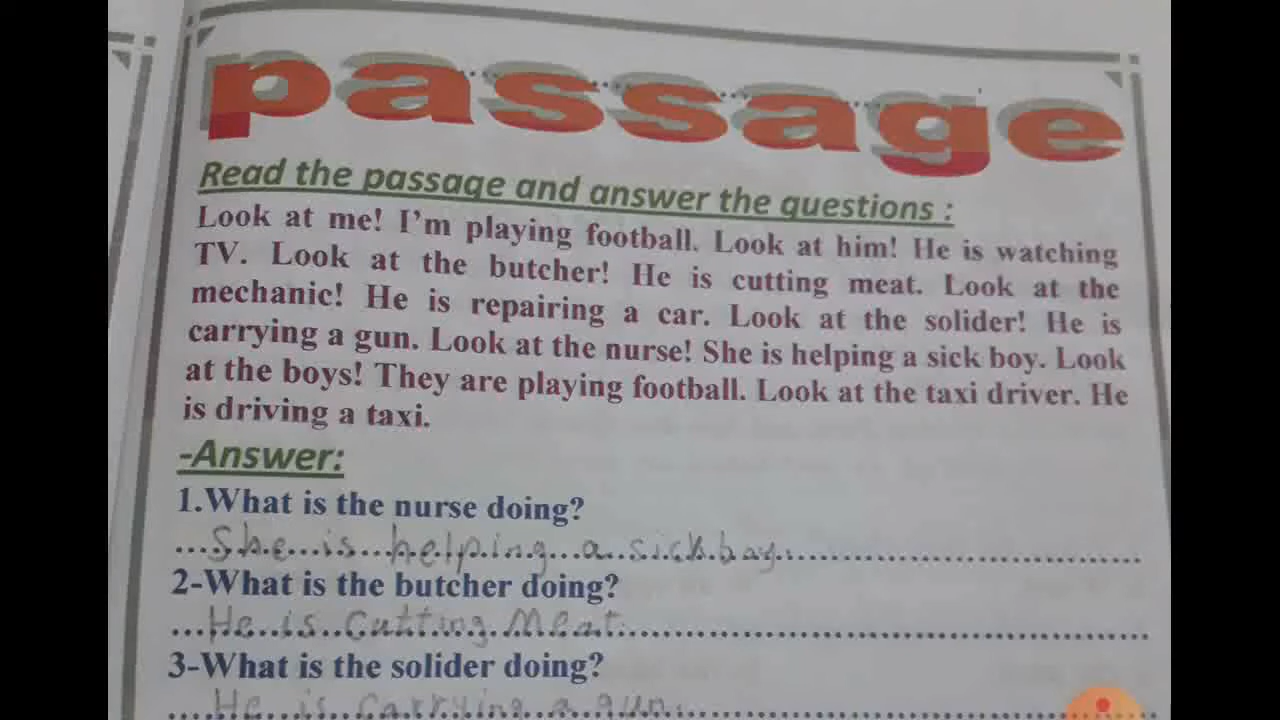 passage
Read the passage and answer the questions :
Look at me! I'm playing football. Look at him! He is watching
TV. Look at the butcher! He is cutting meat. Look at the
mechanic! He is repairing a car. Look at the solider! He is
carrying a gun. Look at the nurse! She is helping a sick boy. Look
at the boys! They are playing football. Look at the taxi driver. He
is driving a taxi.
-Answer:
1.What is the nurse doing?
She is helping a sick boy.
2-What is the butcher doing?
He is Cutting Meat.
3-What is the solider doing?
He is Carrying a gun.